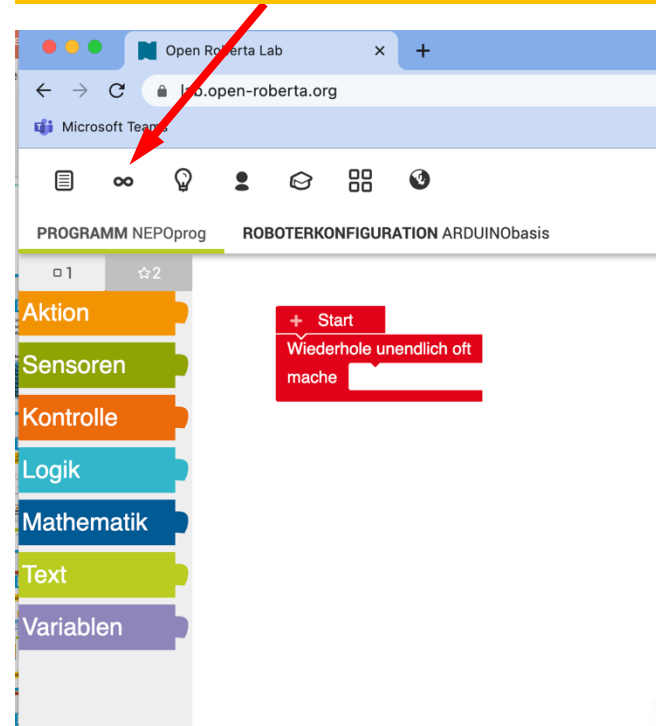 Open Roberta Lab
lab.open-roberta.org
Microsoft Teams
PROGRAMM NEPOprog ROBOTERKONFIGURATION ARDUINObasis
1 2
Aktion
Sensoren
Kontrolle
Logik
Mathematik
Text
Variablen
+ Start
Wiederhole unendlich oft
mache